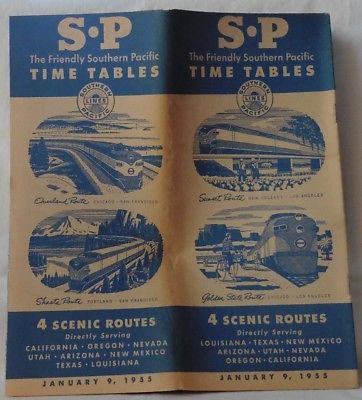 S·P
The Friendly Southern Pacific
TIME TABLES
SOUTHERN
LINES
PACIFIC
Overland Route CHICAGO · SAN FRANCISCO
Shasta Route PORTLAND · SAN FRANCISCO
4 SCENIC ROUTES
Directly Serving
CALIFORNIA · OREGON · NEVADA
UTAH · ARIZONA · NEW MEXICO
TEXAS · LOUISIANA
JANUARY 9, 1955
S·P
The Friendly Southern Pacific
TIME TABLES
SOUTHERN
LINES
PACIFIC
Sunset Route NEW ORLEANS · LOS ANGELES
Golden State Route CHICAGO · LOS ANGELES
4 SCENIC ROUTES
Directly Serving
LOUISIANA · TEXAS · NEW MEXICO
ARIZONA · UTAH · NEVADA
OREGON · CALIFORNIA
JANUARY 9, 1955